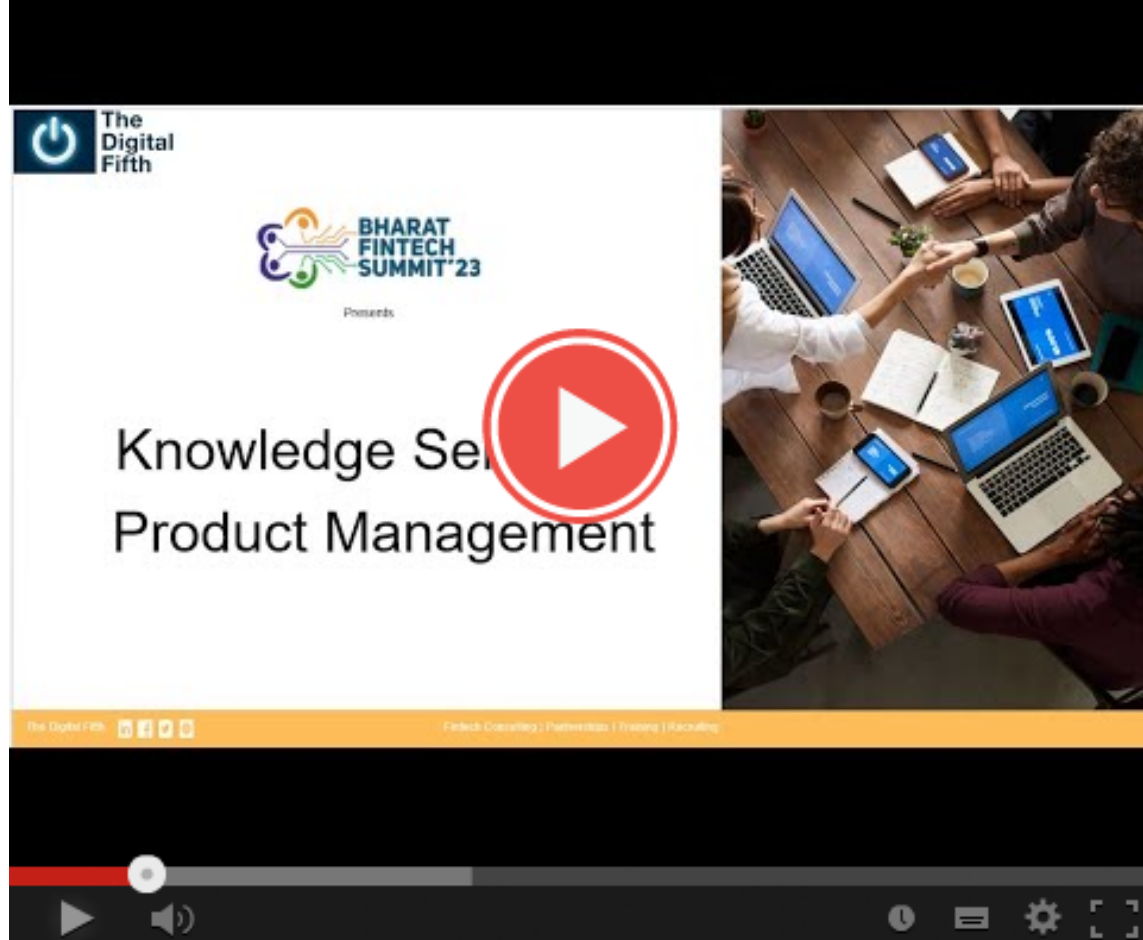 The
Digital
Fifth
BHARAT
FINTECH
SUMMIT'23
Presents
Knowledge Se
Product Management
The Digital Fifth
Fintech Consulting | Partnerships | Training | Recruiting